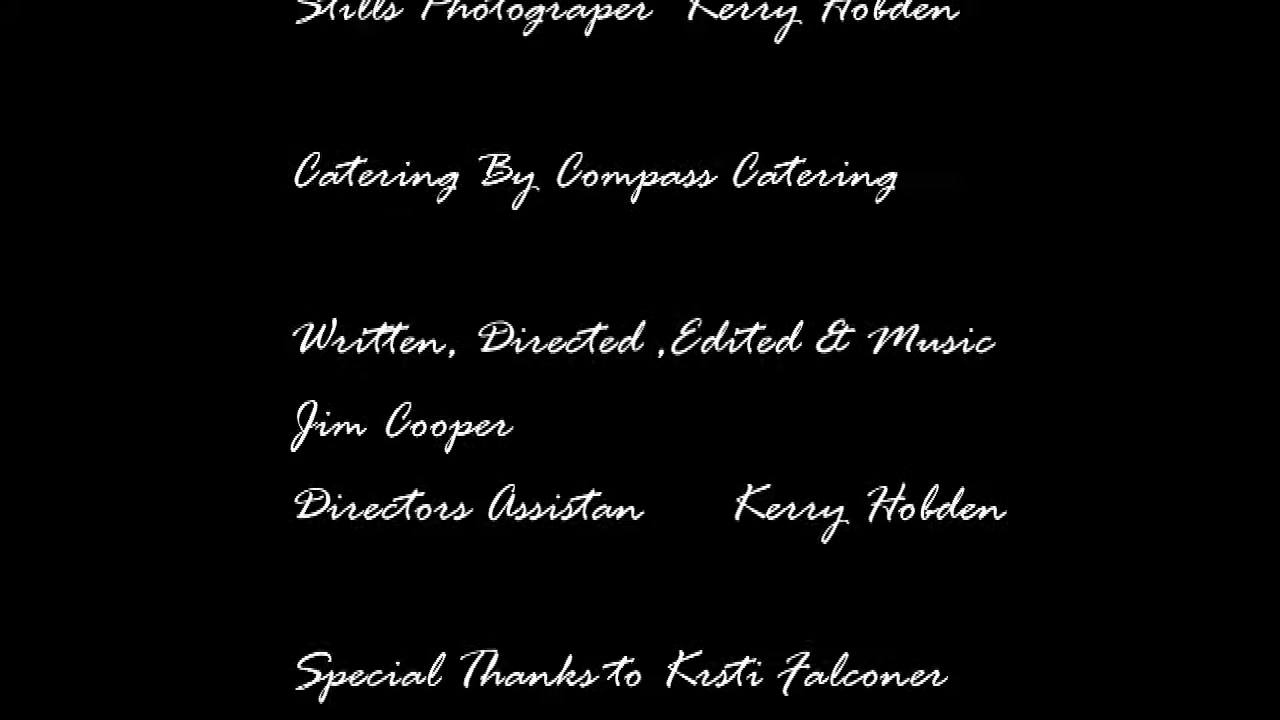 Stills Photograper Kerry Hobden
Catering By Compass Catering
Written, Directed ,Edited & Music
Jim Cooper
Directors Assistan Kerry Hobden
Special Thanks to Krsti Falconer